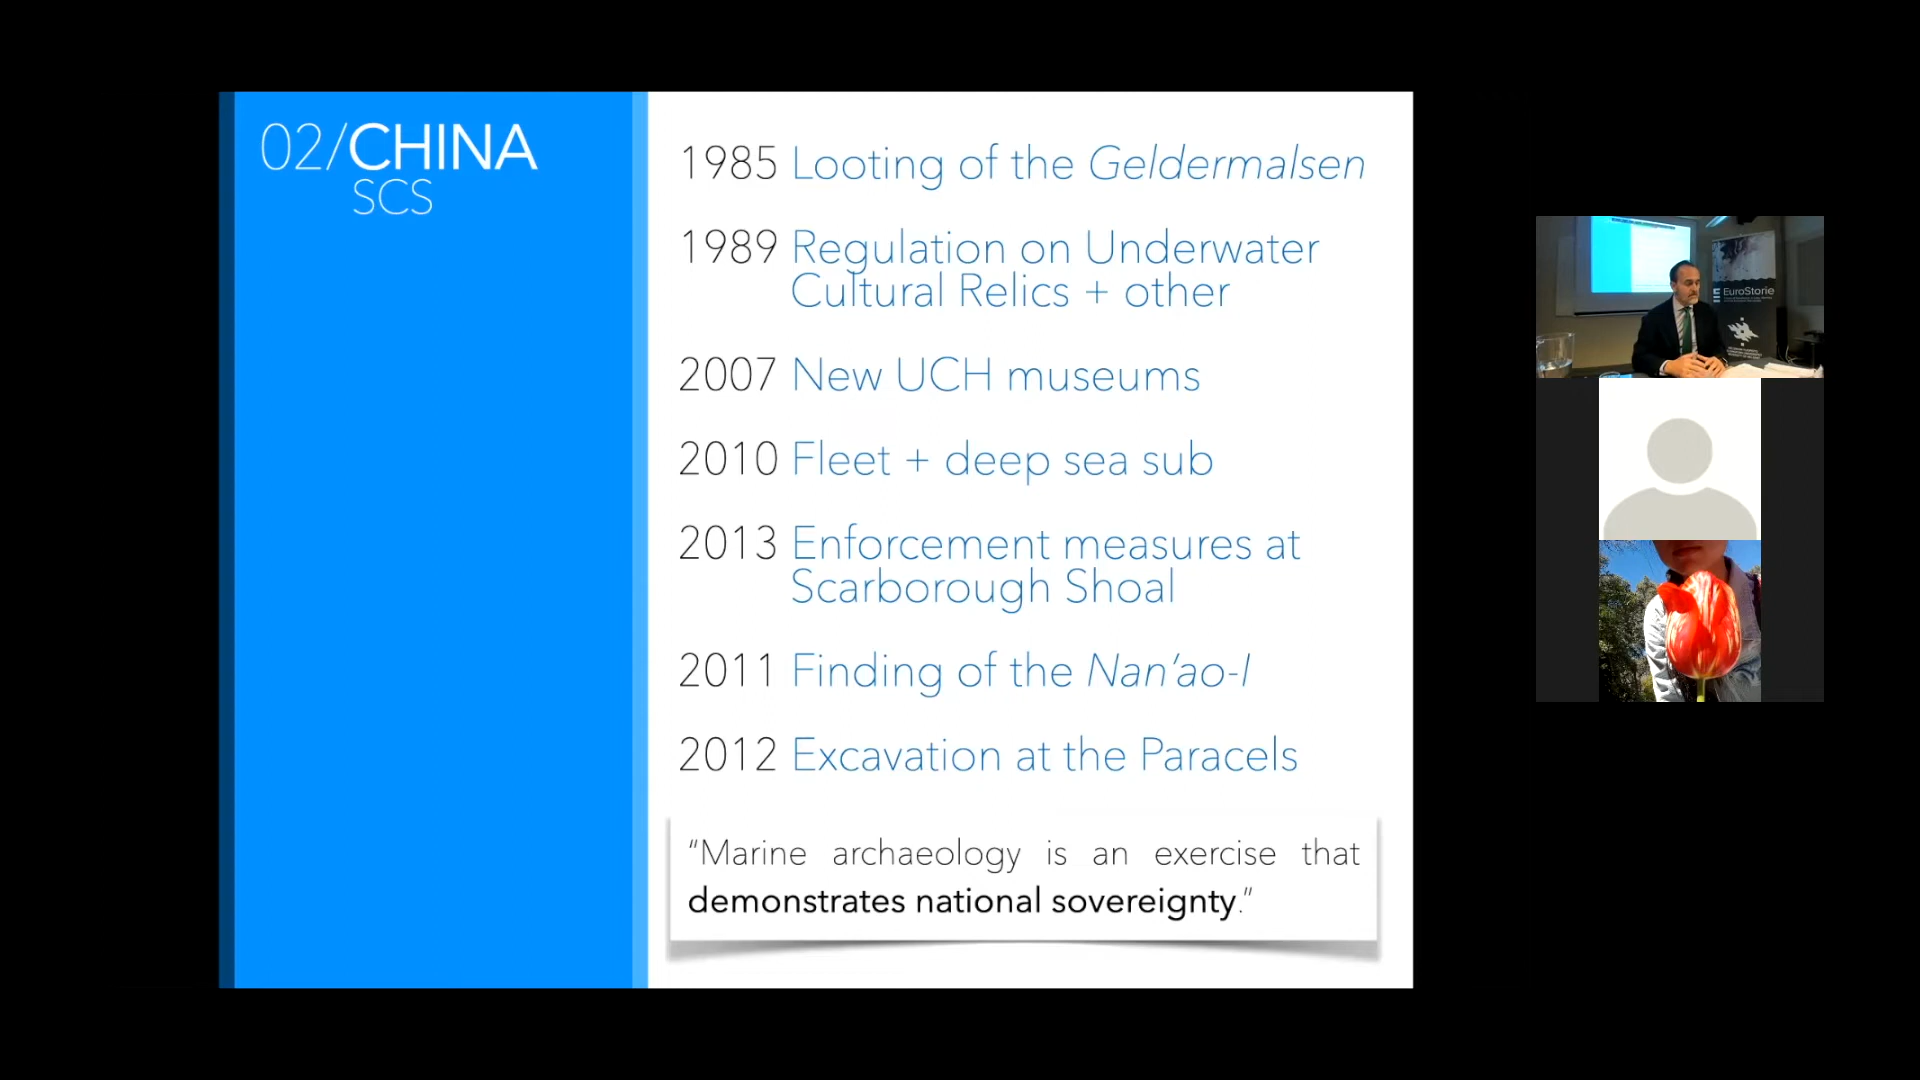 02/CHINA
SCS
1985 Looting of the Geldermalsen
1989 Regulation on Underwater
Cultural Relics + other
2007 New UCH museums
2010 Fleet + deep sea sub
2013 Enforcement measures at
Scarborough Shoal
2011 Finding of the Nan’ao-I
2012 Excavation at the Paracels
“Marine archaeology is an exercise that
demonstrates national sovereignty.”
EuroStorie